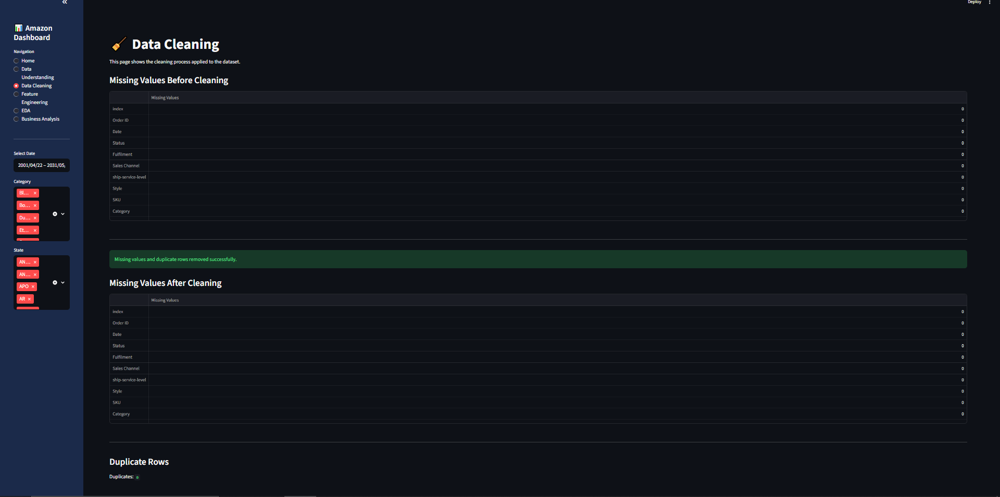 Deploy
Amazon
Dashboard
Navigation
Home
Data
Understanding
Data Cleaning
Feature
Engineering
EDA
Business Analysis
Select Date
2001/04/22 – 2031/05/
Category
Bl...
Bo...
Du...
Et...
State
AN...
AN...
APO
AR
Data Cleaning
This page shows the cleaning process applied to the dataset.
Missing Values Before Cleaning
Missing Values
index 0
Order ID 0
Date 0
Status 0
Fulfilment 0
Sales Channel 0
ship-service-level 0
Style 0
SKU 0
Category 0
Missing values and duplicate rows removed successfully.
Missing Values After Cleaning
Missing Values
index 0
Order ID 0
Date 0
Status 0
Fulfilment 0
Sales Channel 0
ship-service-level 0
Style 0
SKU 0
Category 0
Duplicate Rows
Duplicates: 0